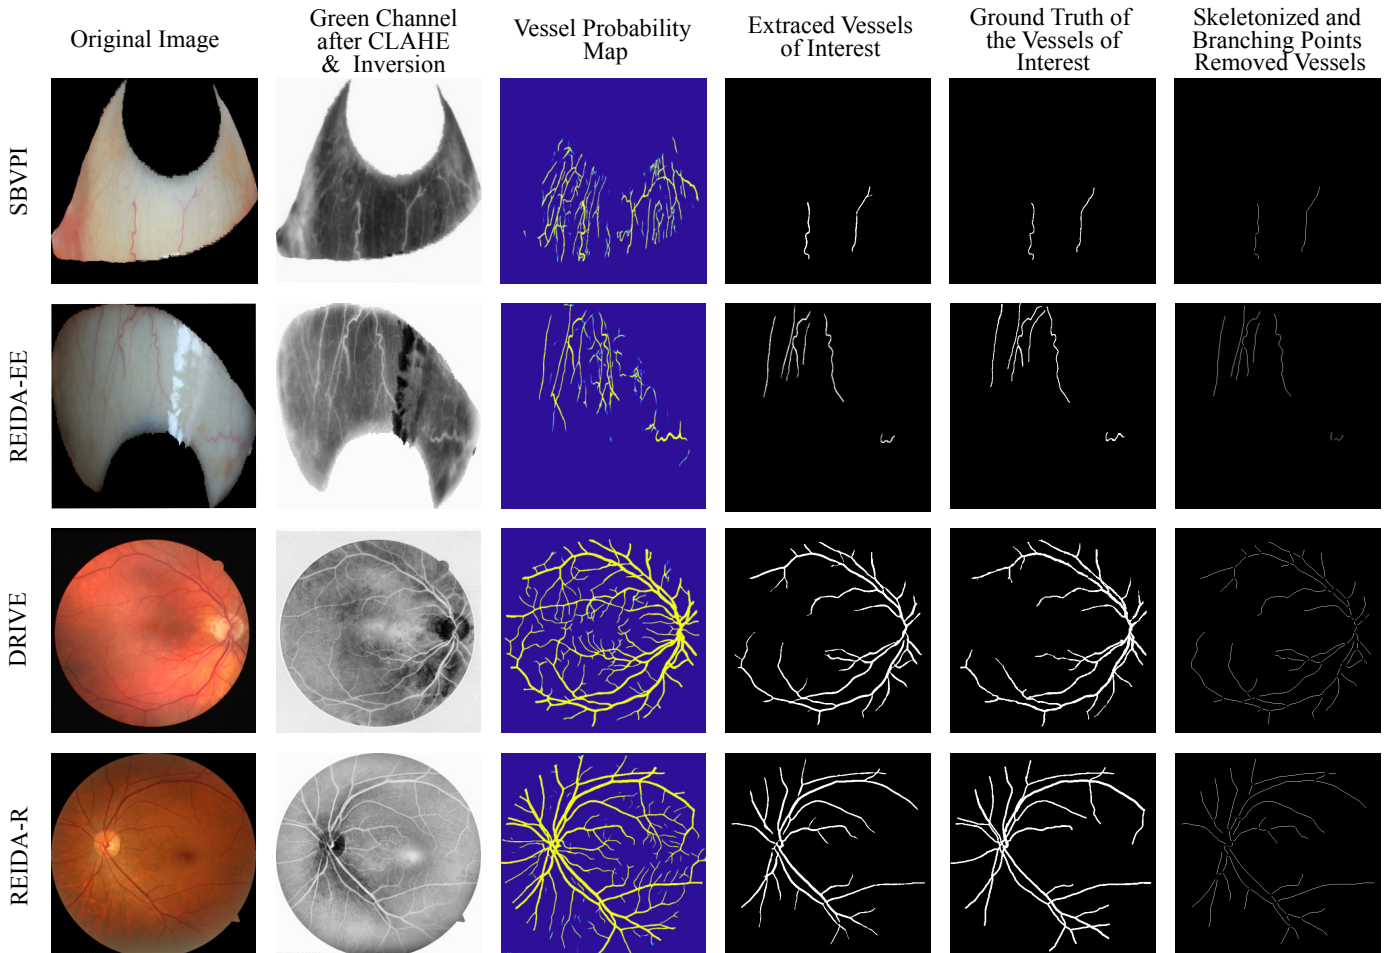 Original Image
Green Channel
after CLAHE
& Inversion
Vessel Probability
Map
Extraced Vessels
of Interest
Ground Truth of
the Vessels of
Interest
Skeletonized and
Branching Points
Removed Vessels
SBVPI
REIDA-EE
DRIVE
REIDA-R